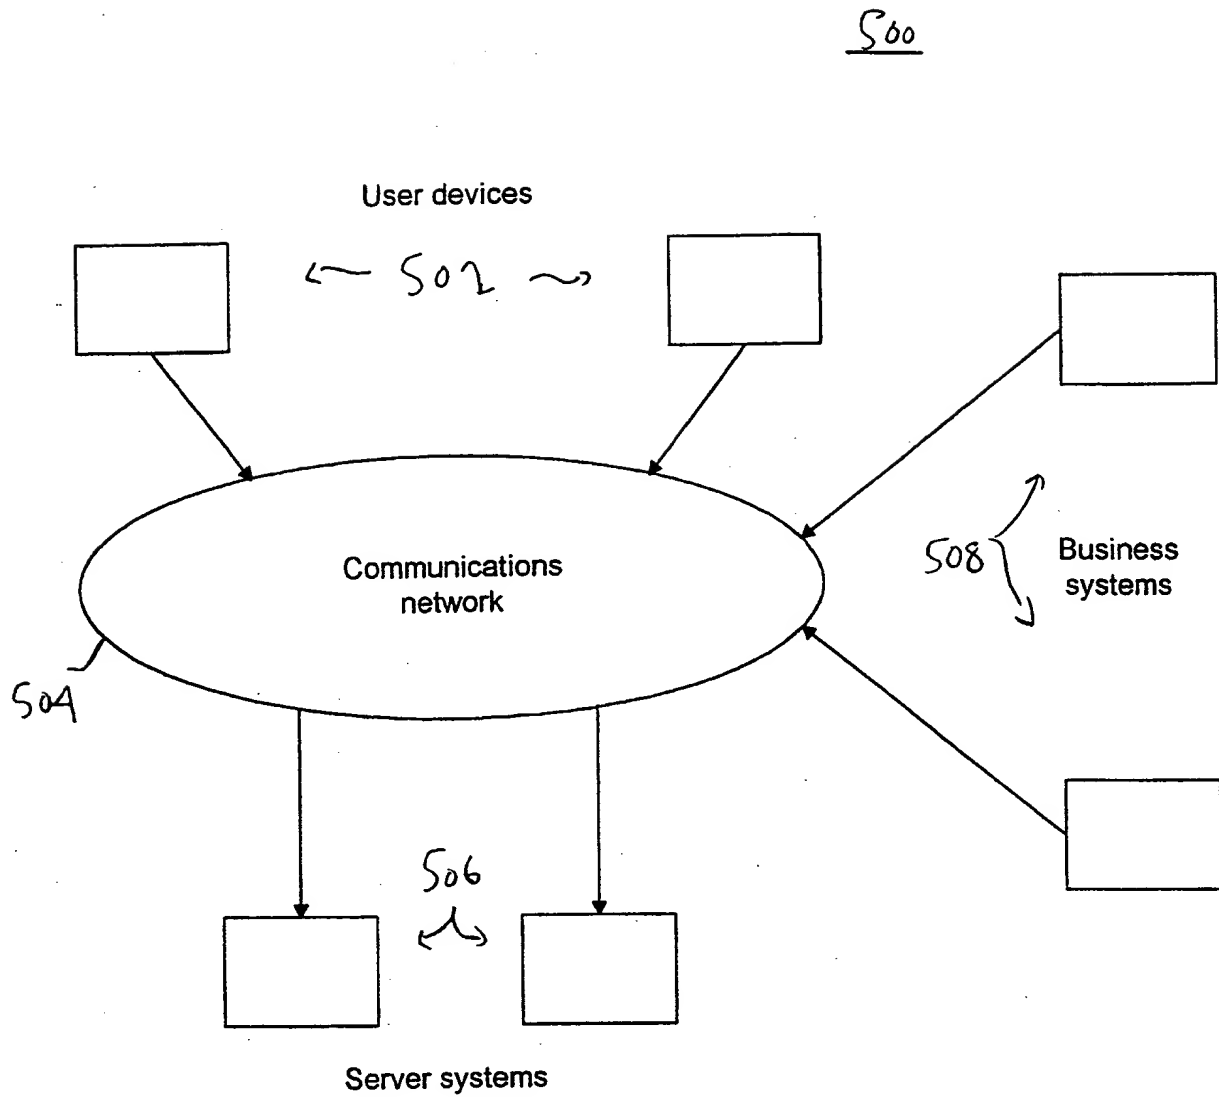 500
User devices
502
508
Business
systems
Communications
network
504
506
Server systems